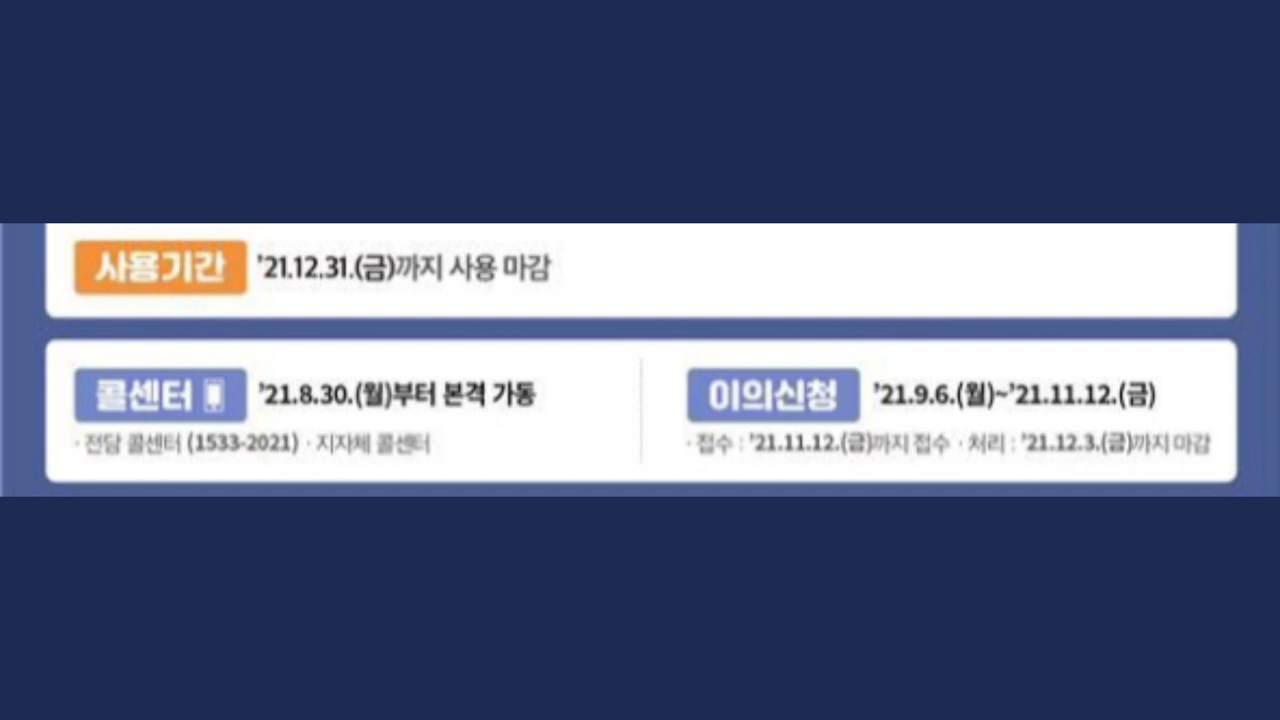 사용기간 '21.12.31.(금)까지 사용 마감
콜센터 '21.8.30.(월)부터 본격 가동
· 전담 콜센터 (1533-2021) · 지자체 콜센터
이의신청 '21.9.6.(월)~'21.11.12.(금)
· 접수 : '21.11.12.(금)까지 접수 · 처리 : '21.12.3.(금)까지 마감